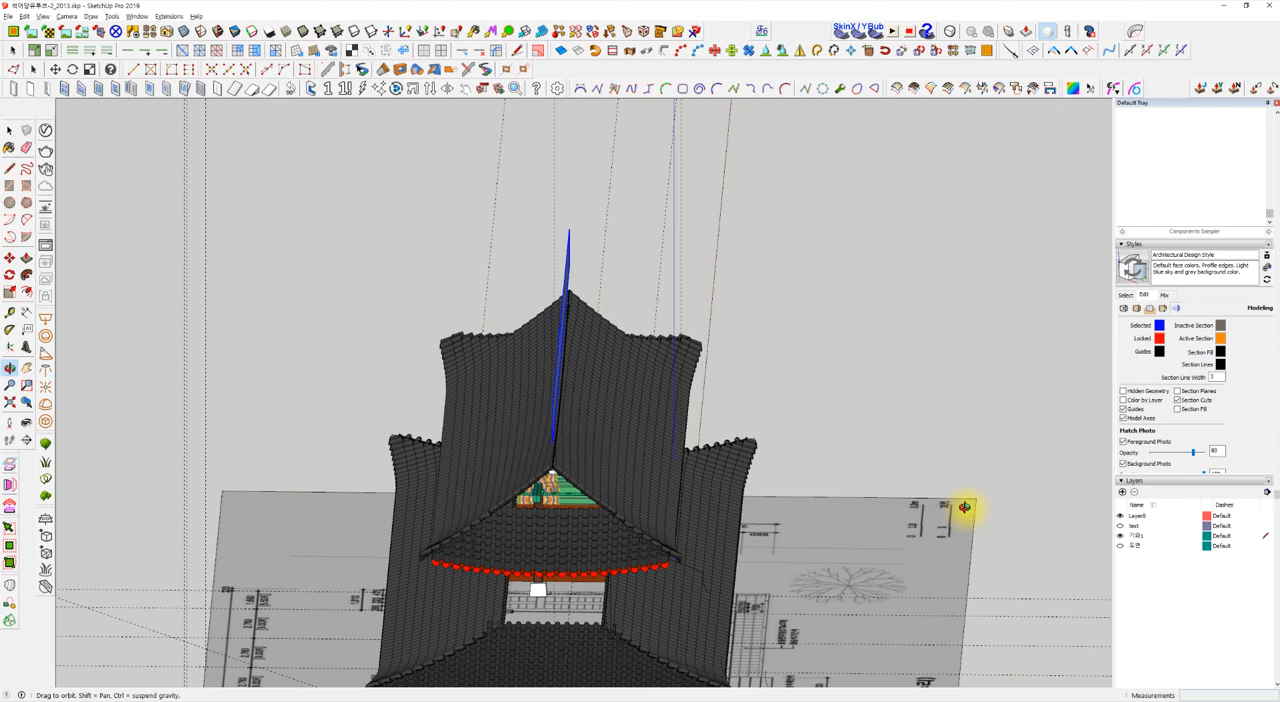 석어당유투브-2_2013.skp - SketchUp Pro 2019
File Edit View Camera Draw Tools Window Extensions Help
Default Tray
Components Sampler
Styles
Architectural Design Style
Default face colors. Profile edges. Light blue sky and gray background color.
Select Edit Mix
Modeling
Selected Inactive Section
Locked Active Section
Guides Section Fill
Section Lines
Section Line Width 3
Hidden Geometry Section Planes
Color by Layer Section Cuts
Guides Section Fill
Model Axes
Match Photo
Foreground Photo
Opacity 80
Background Photo
Layers
Name Dashes
Layer0 Default
test Default
기와1 Default
도면 Default
Drag to orbit. Shift = Pan, Ctrl = suspend gravity.
Measurements